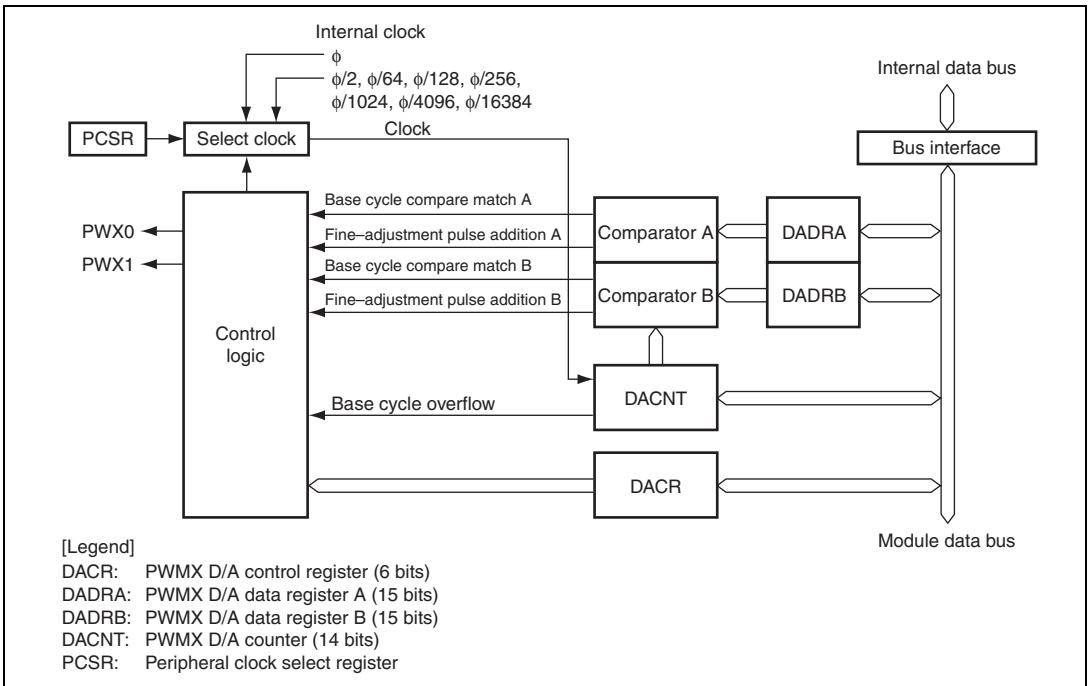 Internal clock
ϕ
ϕ/2, ϕ/64, ϕ/128, ϕ/256,
ϕ/1024, ϕ/4096, ϕ/16384
Internal data bus
PCSR
Select clock
Clock
Bus interface
Base cycle compare match A
PWX0
Fine–adjustment pulse addition A
Comparator A
DADRA
PWX1
Base cycle compare match B
Fine–adjustment pulse addition B
Comparator B
DADRB
Control
logic
DACNT
Base cycle overflow
DACR
Module data bus
[Legend]
DACR: PWMX D/A control register (6 bits)
DADRA: PWMX D/A data register A (15 bits)
DADRB: PWMX D/A data register B (15 bits)
DACNT: PWMX D/A counter (14 bits)
PCSR: Peripheral clock select register